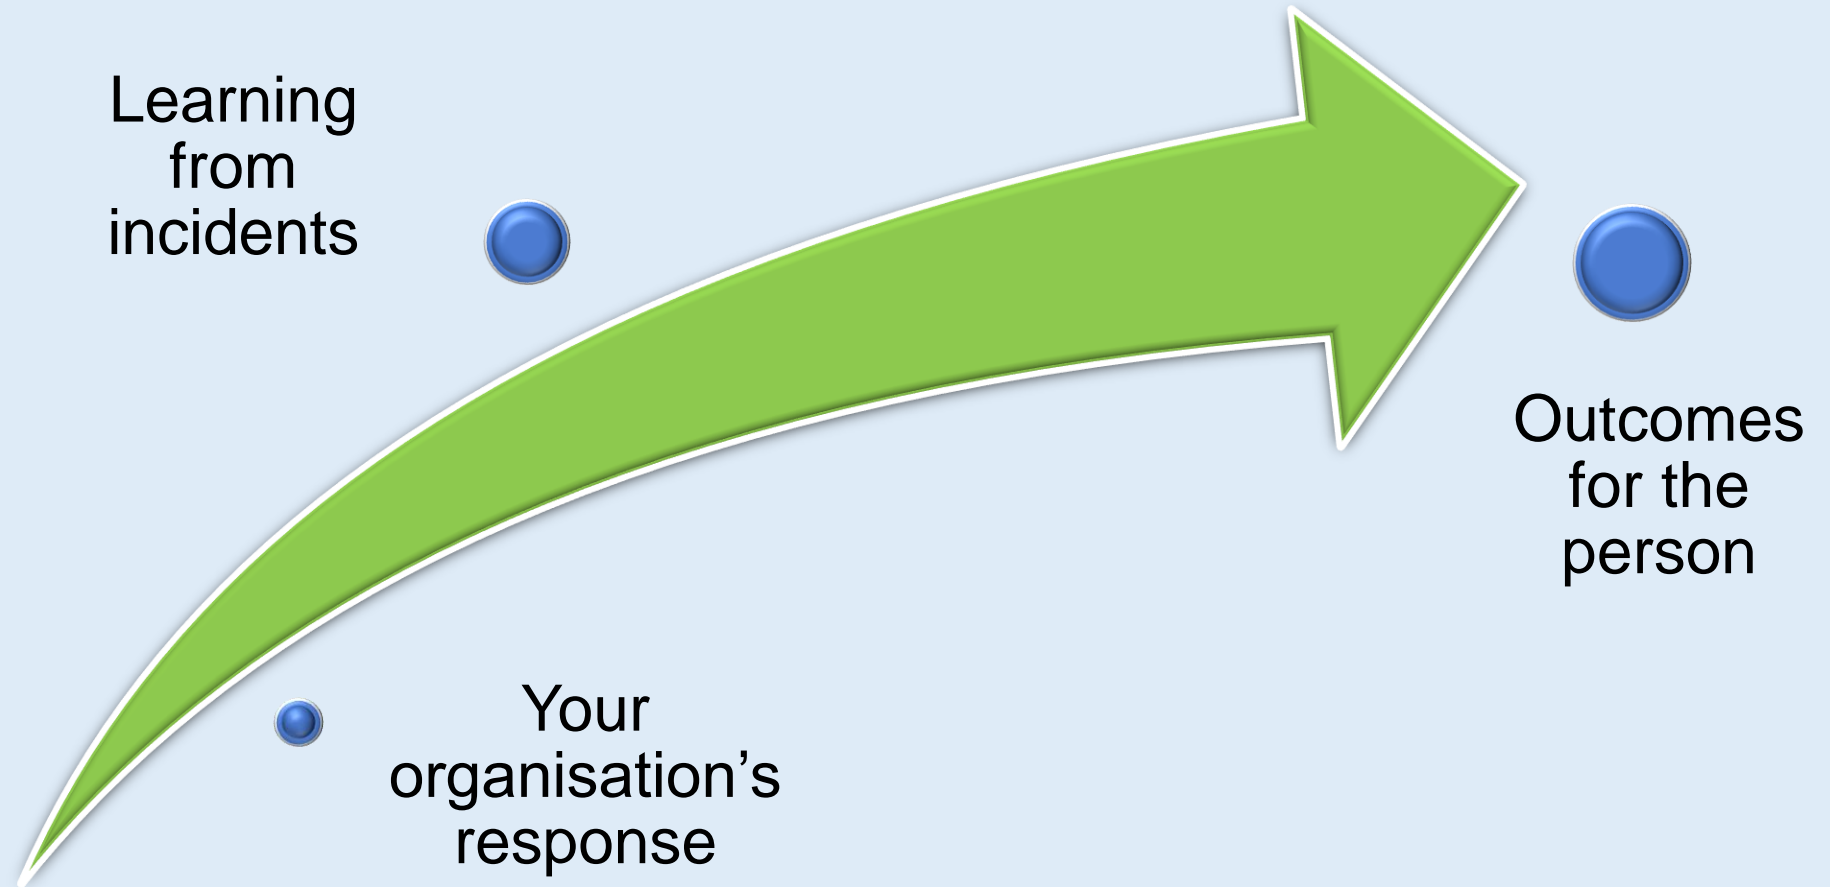 Learning
from
incidents
Outcomes
for the
person
Your
organisation’s
response